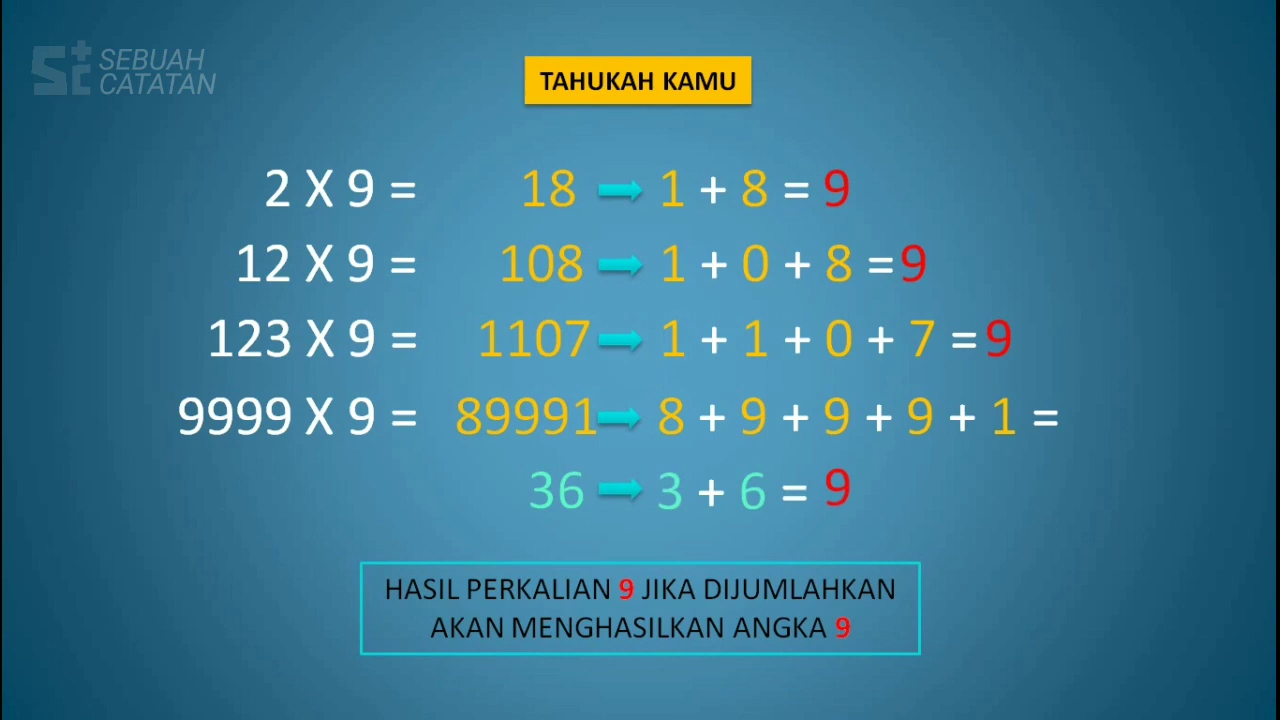 SEBUAH
CATATAN
TAHUKAH KAMU
2 X 9 = 18 → 1 + 8 = 9
12 X 9 = 108 → 1 + 0 + 8 = 9
123 X 9 = 1107 → 1 + 1 + 0 + 7 = 9
9999 X 9 = 89991 → 8 + 9 + 9 + 9 + 1 =
36 → 3 + 6 = 9
HASIL PERKALIAN 9 JIKA DIJUMLAHKAN
AKAN MENGHASILKAN ANGKA 9